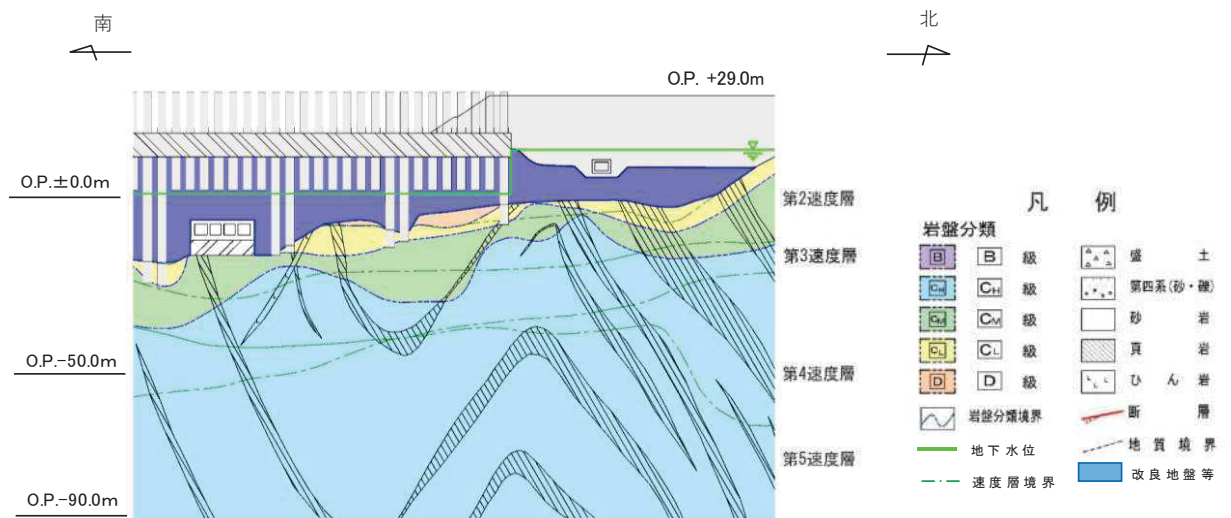 南
北
O.P. +29.0m
O.P.±0.0m
O.P.-50.0m
O.P.-90.0m
第2速度層
第3速度層
第4速度層
第5速度層
凡 例
岩盤分類
B B 級
CH CH 級
CM CM 級
CL CL 級
D D 級
岩盤分類境界
地下水位
速度層境界
盛 土
第四系(砂・礫)
砂 岩
頁 岩
ひ ん 岩
断 層
地 質 境 界
改良地盤等